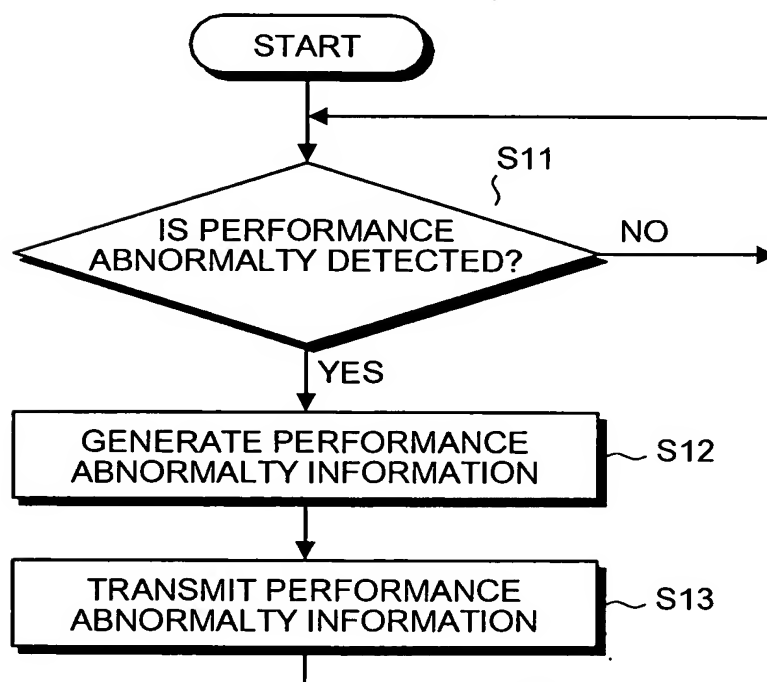 START
S11
IS PERFORMANCE
ABNORMALTY DETECTED?
NO
YES
GENERATE PERFORMANCE
ABNORMALTY INFORMATION
S12
TRANSMIT PERFORMANCE
ABNORMALTY INFORMATION
S13